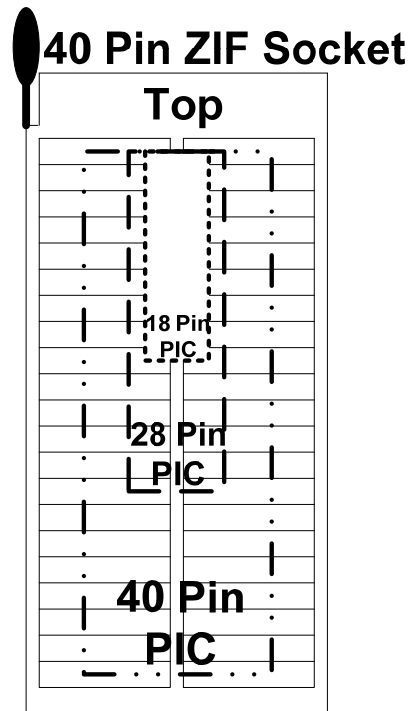 40 Pin ZIF Socket
Top
18 Pin
PIC
28 Pin
PIC
40 Pin
PIC